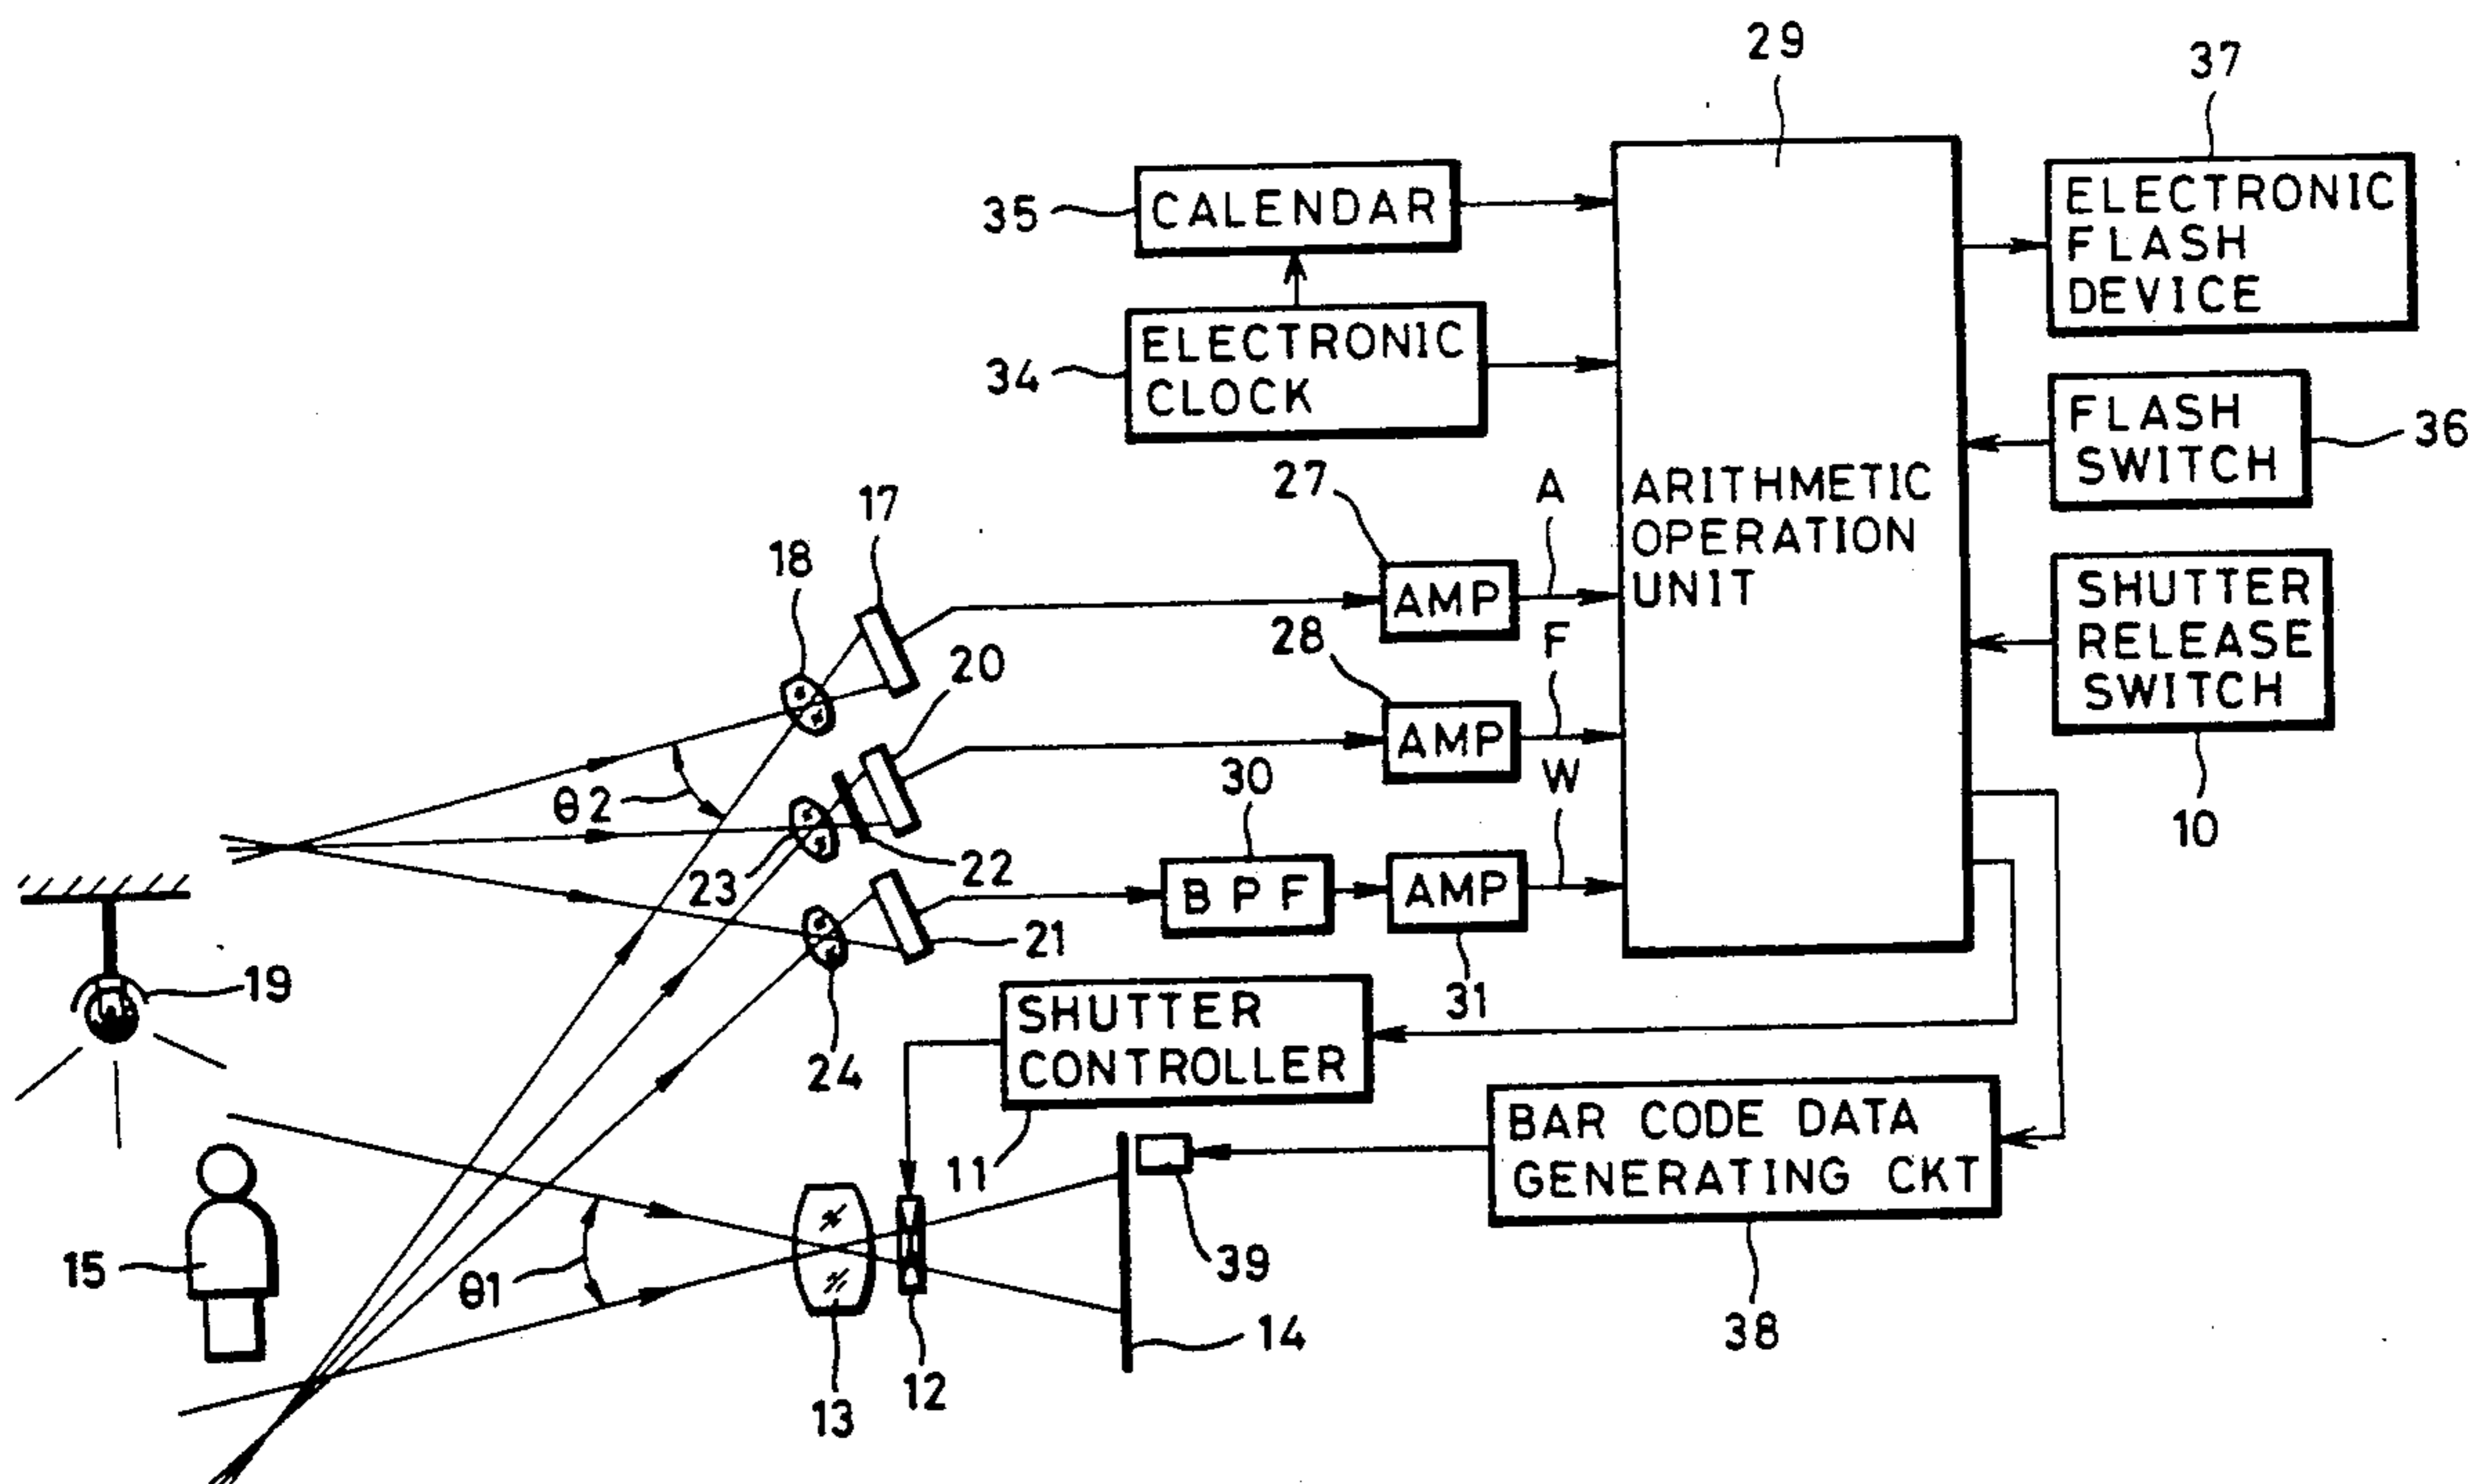 29
37
35
CALENDAR
ELECTRONIC
FLASH
DEVICE
34
ELECTRONIC
CLOCK
FLASH
SWITCH
36
27
A
ARITHMETIC
OPERATION
UNIT
17
18
AMP
SHUTTER
RELEASE
SWITCH
28
F
20
AMP
θ2
30
W
10
23
22
BPF
AMP
21
31
19
24
SHUTTER
CONTROLLER
11
BAR CODE DATA
GENERATING CKT
15
θ1
39
38
14
13
12